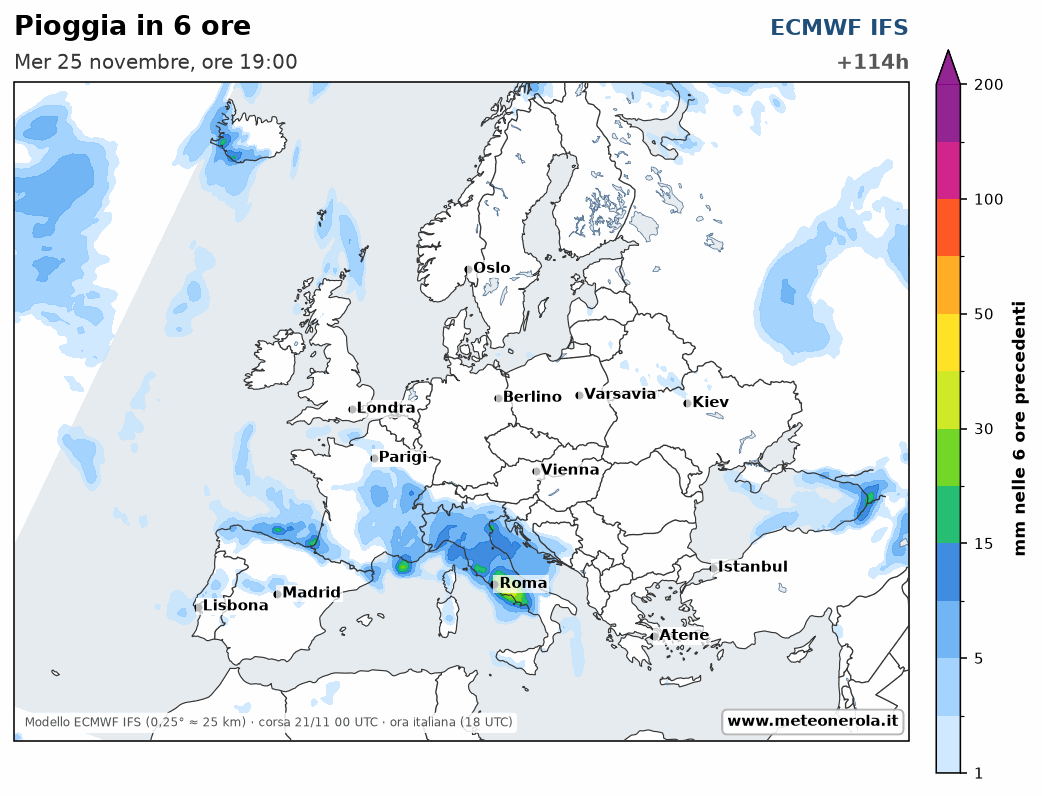 Pioggia in 6 ore
ECMWF IFS
Mer 25 novembre, ore 19:00
+114h
200
100
50
30
15
5
1
mm nelle 6 ore precedenti
Oslo
Berlino
Varsavia
Kiev
Londra
Parigi
Vienna
Istanbul
Roma
Madrid
Lisbona
Atene
Modello ECMWF IFS (0,25° ≈ 25 km) · corsa 21/11 00 UTC · ora italiana (18 UTC)
www.meteonerola.it